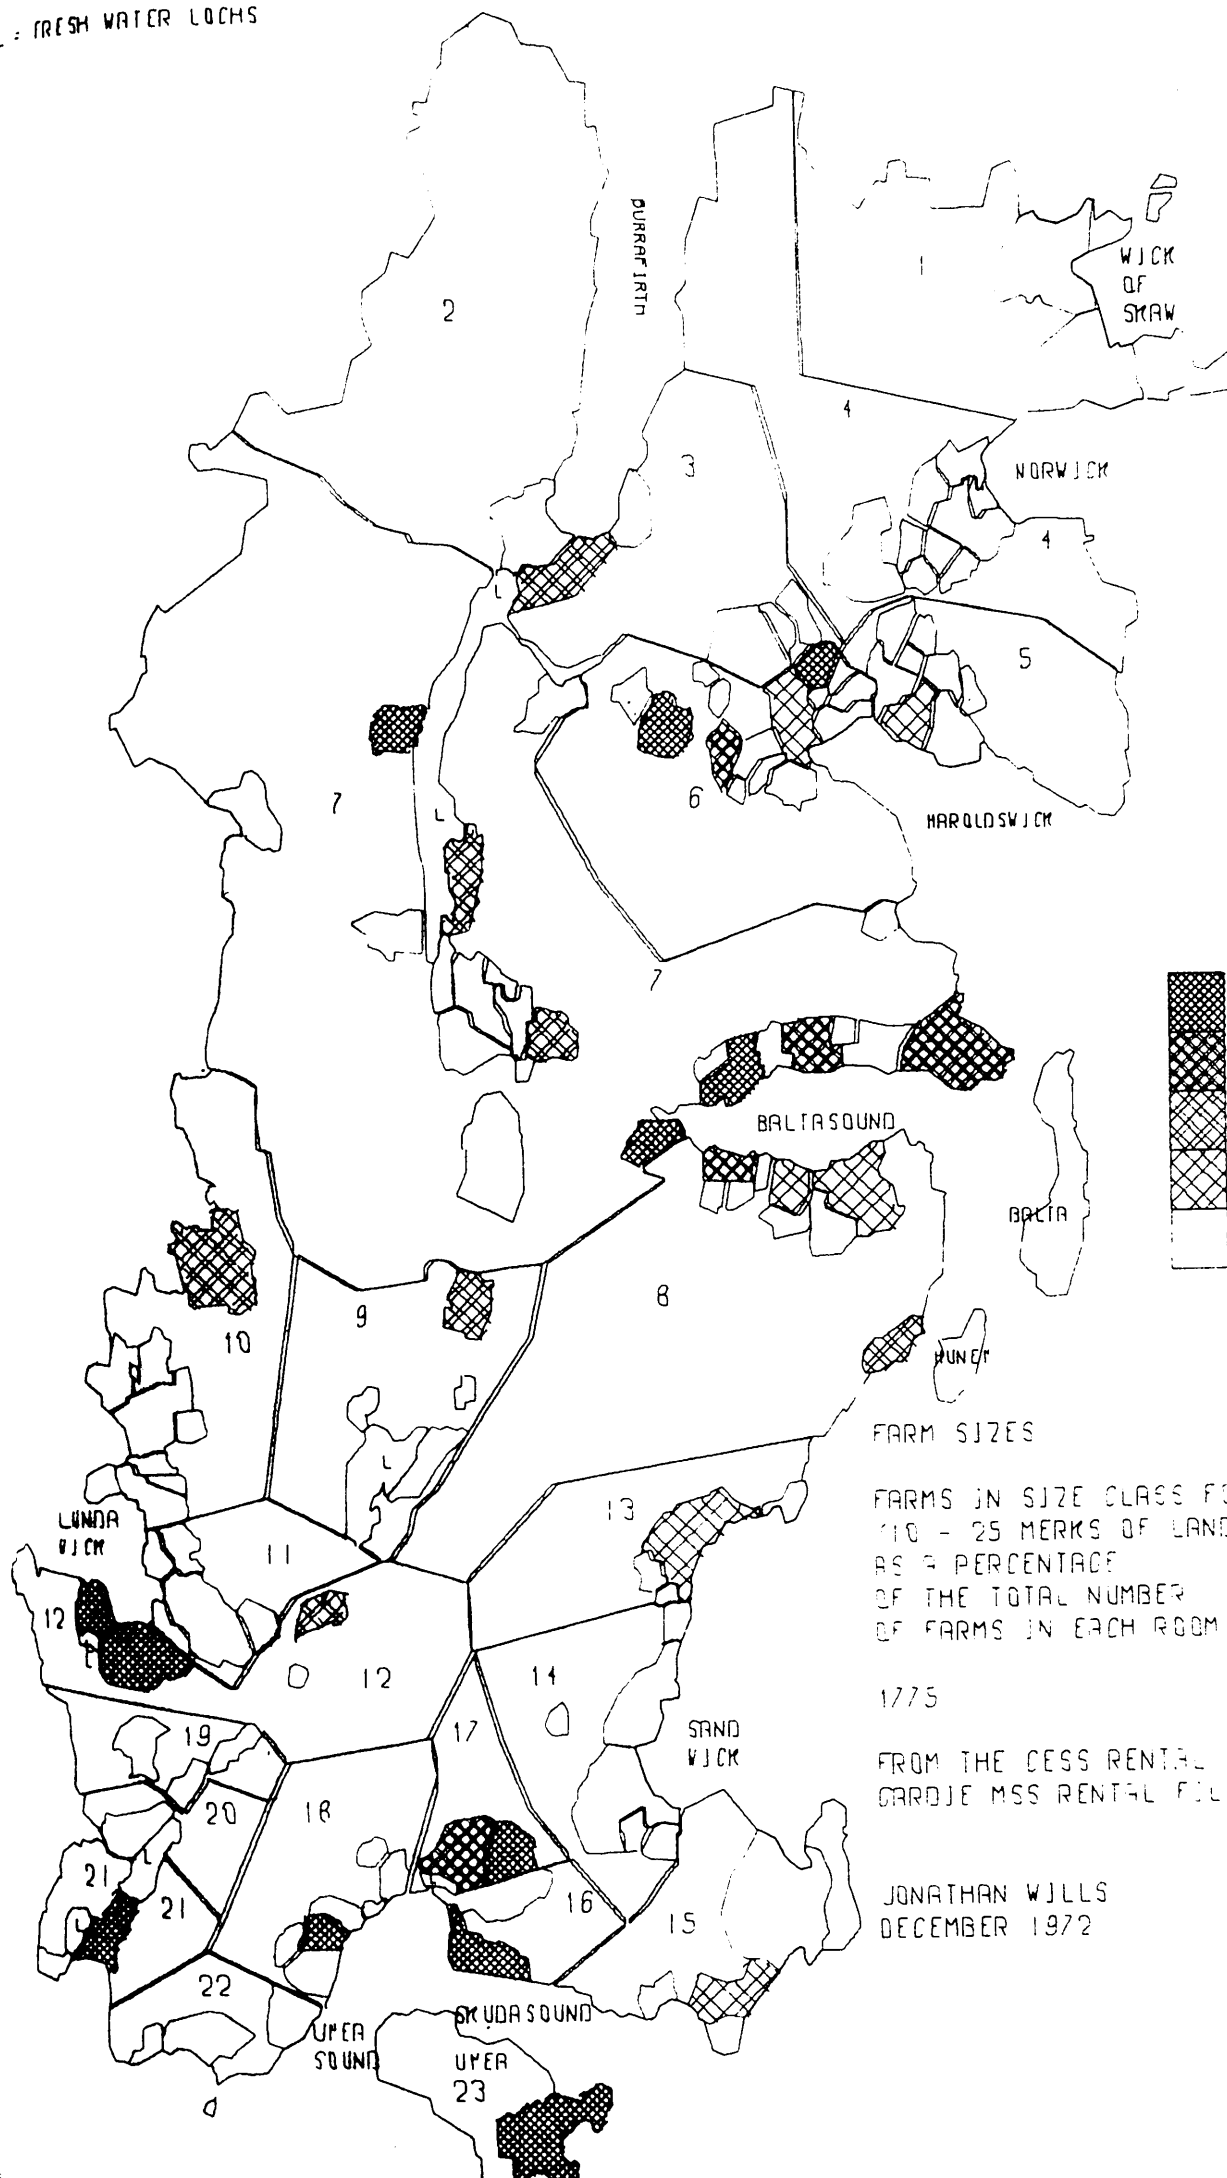 : FRESH WATER LOCHS
BURRAFIRTH
1
WICK
OF
SKAW
2
4
3
NORWICK
4
5
L
7
6
L
HAROLDSWICK
7
BALTASOUND
BALTA
8
9
10
HUNEY
L
FARM SIZES
FARMS IN SIZE CLASS
10 - 25 MERKS OF LAND
AS A PERCENTAGE
OF THE TOTAL NUMBER
OF FARMS IN EACH ROOM
1775
FROM THE CESS RENTAL
GARDIE MSS RENTAL
JONATHAN WILLS
DECEMBER 1972
13
LUNDA
WICK
11
12
L
12
14
17
SAND
WICK
19
20
18
L
21
21
L
16
15
22
SKUDASOUND
UYEA
SOUND
UYEA
23